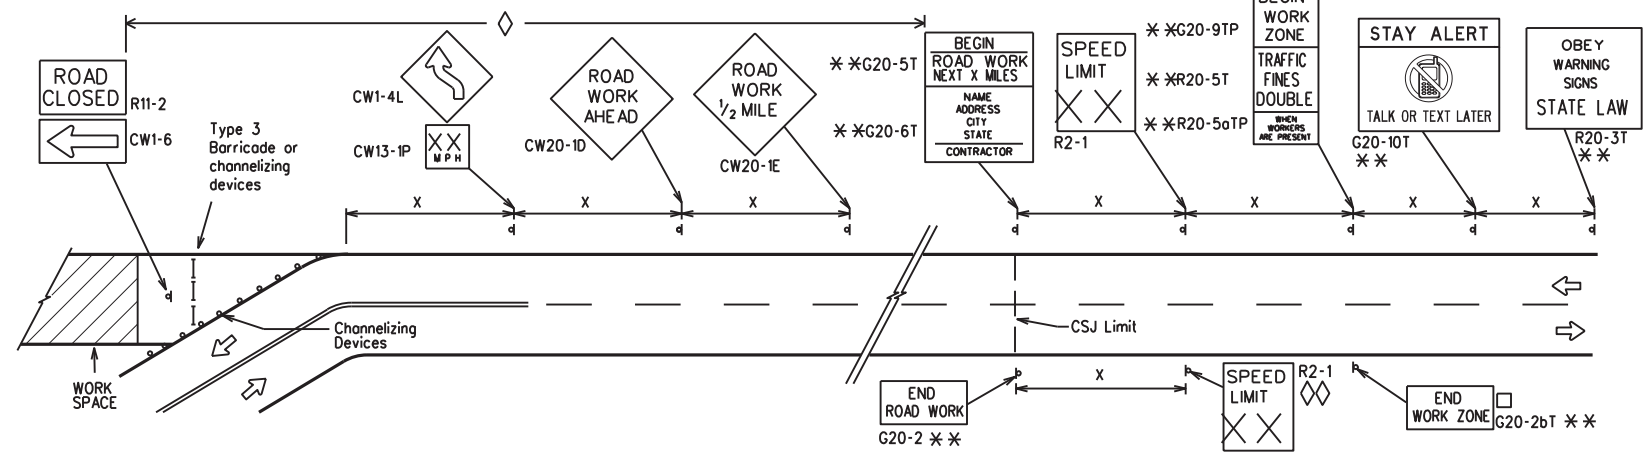 ROAD
CLOSED
R11-2
CW1-6
Type 3
Barricade or
channelizing
devices
CW1-4L
XX
MPH
CW13-1P
ROAD
WORK
AHEAD
CW20-1D
ROAD
WORK
1/2 MILE
CW20-1E
* *G20-5T
BEGIN
ROAD WORK
NEXT X MILES
* *G20-6T
NAME
ADDRESS
CITY
STATE
CONTRACTOR
SPEED
LIMIT
X X
R2-1
* *G20-9TP
BEGIN
WORK
ZONE
* *R20-5T
TRAFFIC
FINES
DOUBLE
* *R20-5aTP
WHEN
WORKERS
ARE PRESENT
STAY ALERT
TALK OR TEXT LATER
G20-10T
* *
OBEY
WARNING
SIGNS
STATE LAW
R20-3T
* *
X
X
X
X
X
X
X
Channelizing
Devices
CSJ Limit
WORK
SPACE
END
ROAD WORK
G20-2 * *
X
SPEED
LIMIT
X X
R2-1
END
WORK ZONE
G20-2bT * *